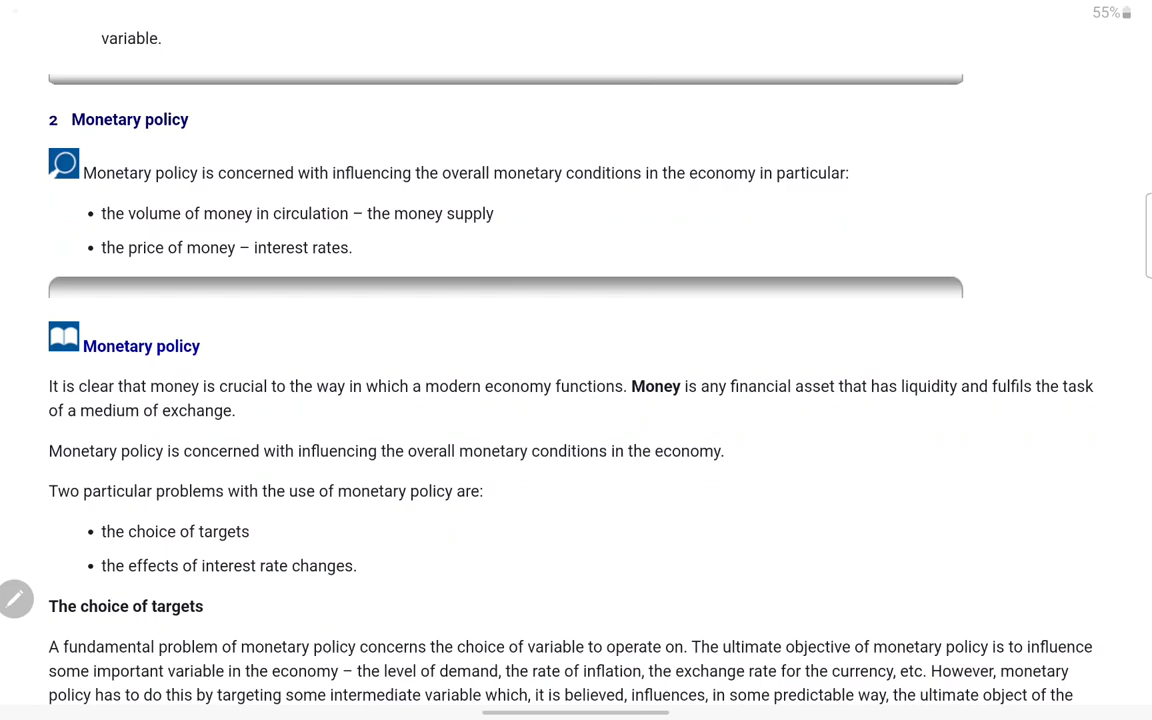 55%
variable.
2 Monetary policy
Monetary policy is concerned with influencing the overall monetary conditions in the economy in particular:
• the volume of money in circulation – the money supply
• the price of money – interest rates.
Monetary policy
It is clear that money is crucial to the way in which a modern economy functions. Money is any financial asset that has liquidity and fulfils the task
of a medium of exchange.
Monetary policy is concerned with influencing the overall monetary conditions in the economy.
Two particular problems with the use of monetary policy are:
• the choice of targets
• the effects of interest rate changes.
The choice of targets
A fundamental problem of monetary policy concerns the choice of variable to operate on. The ultimate objective of monetary policy is to influence
some important variable in the economy – the level of demand, the rate of inflation, the exchange rate for the currency, etc. However, monetary
policy has to do this by targeting some intermediate variable which, it is believed, influences, in some predictable way, the ultimate object of the